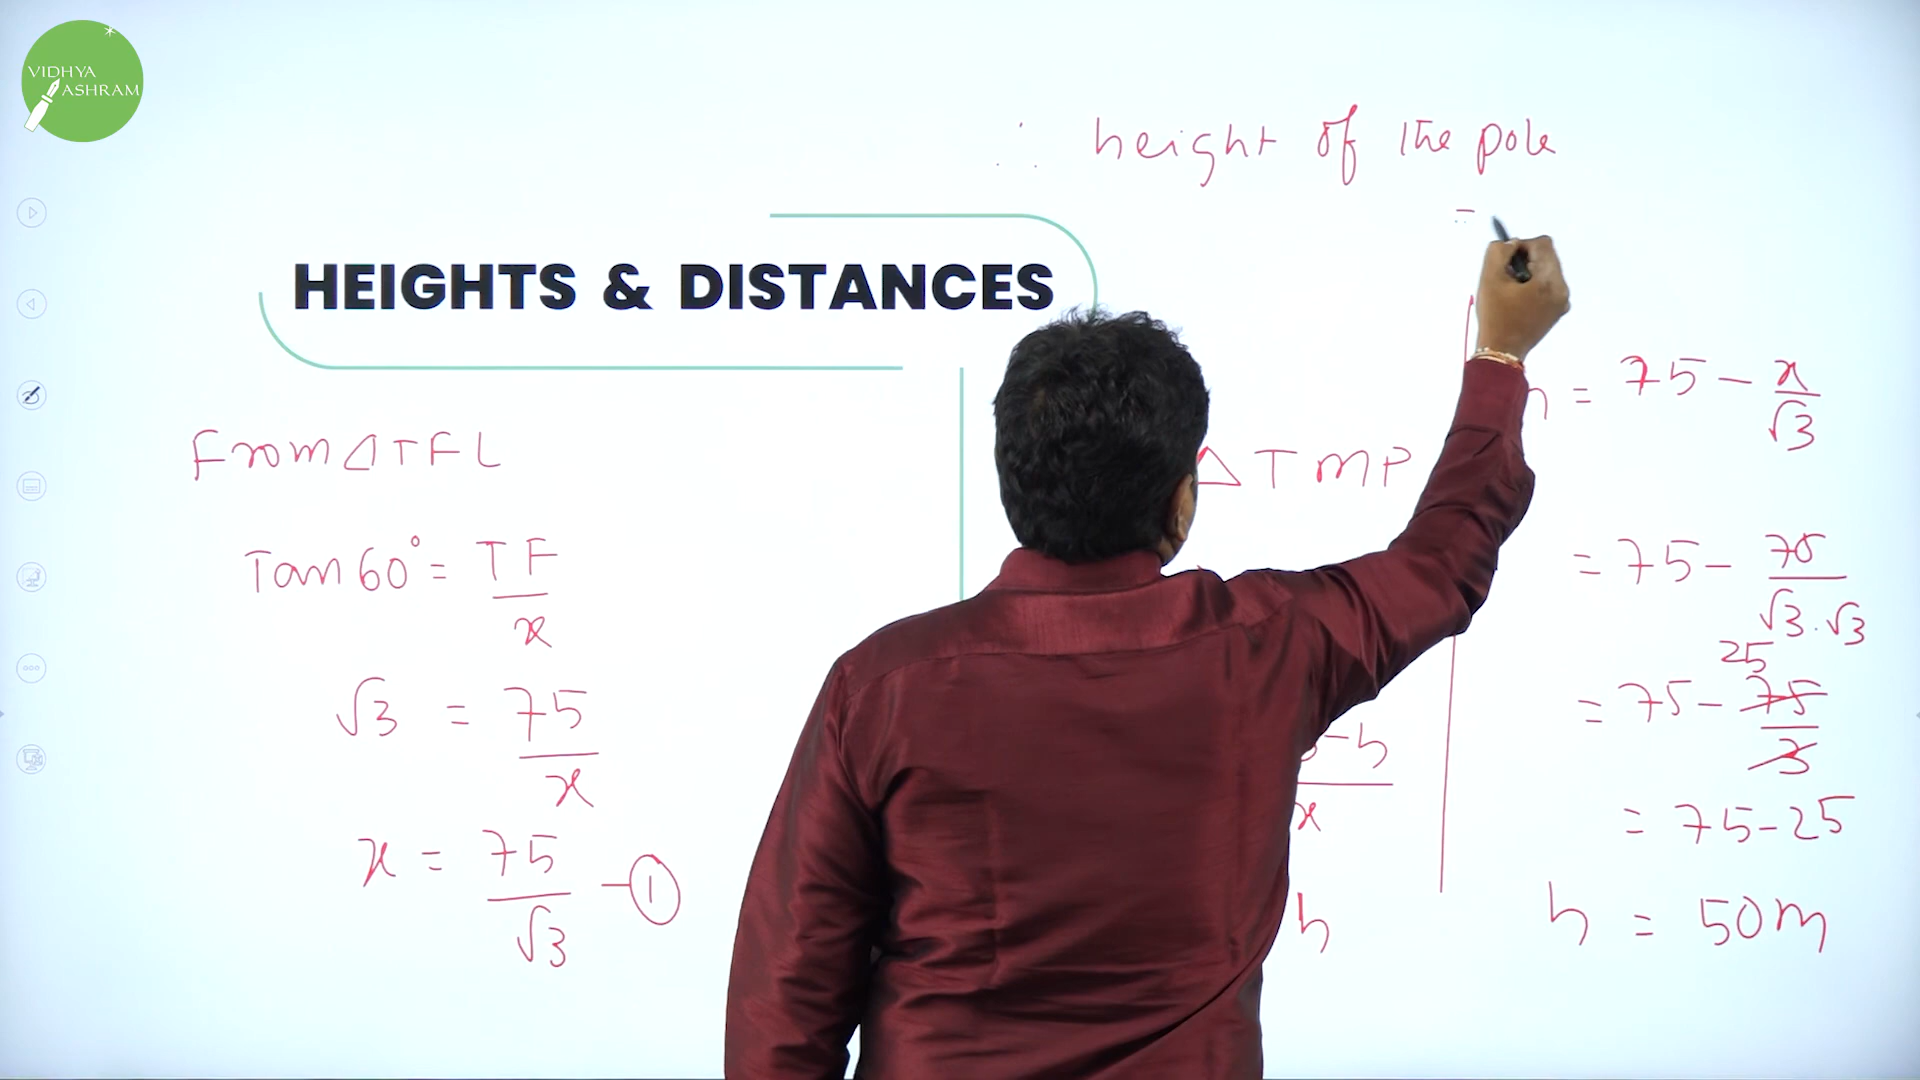 VIDHYA
ASHRAM
∴ height of the pole
=
HEIGHTS & DISTANCES
From △TFL
Tan 60° = TF/x
√3 = 75/x
x = 75/√3 —①
△TMP
-h
x
h
h = 75 - x/√3
= 75 - 75/√3.√3
25
= 75 - 75/3
= 75-25
h = 50m